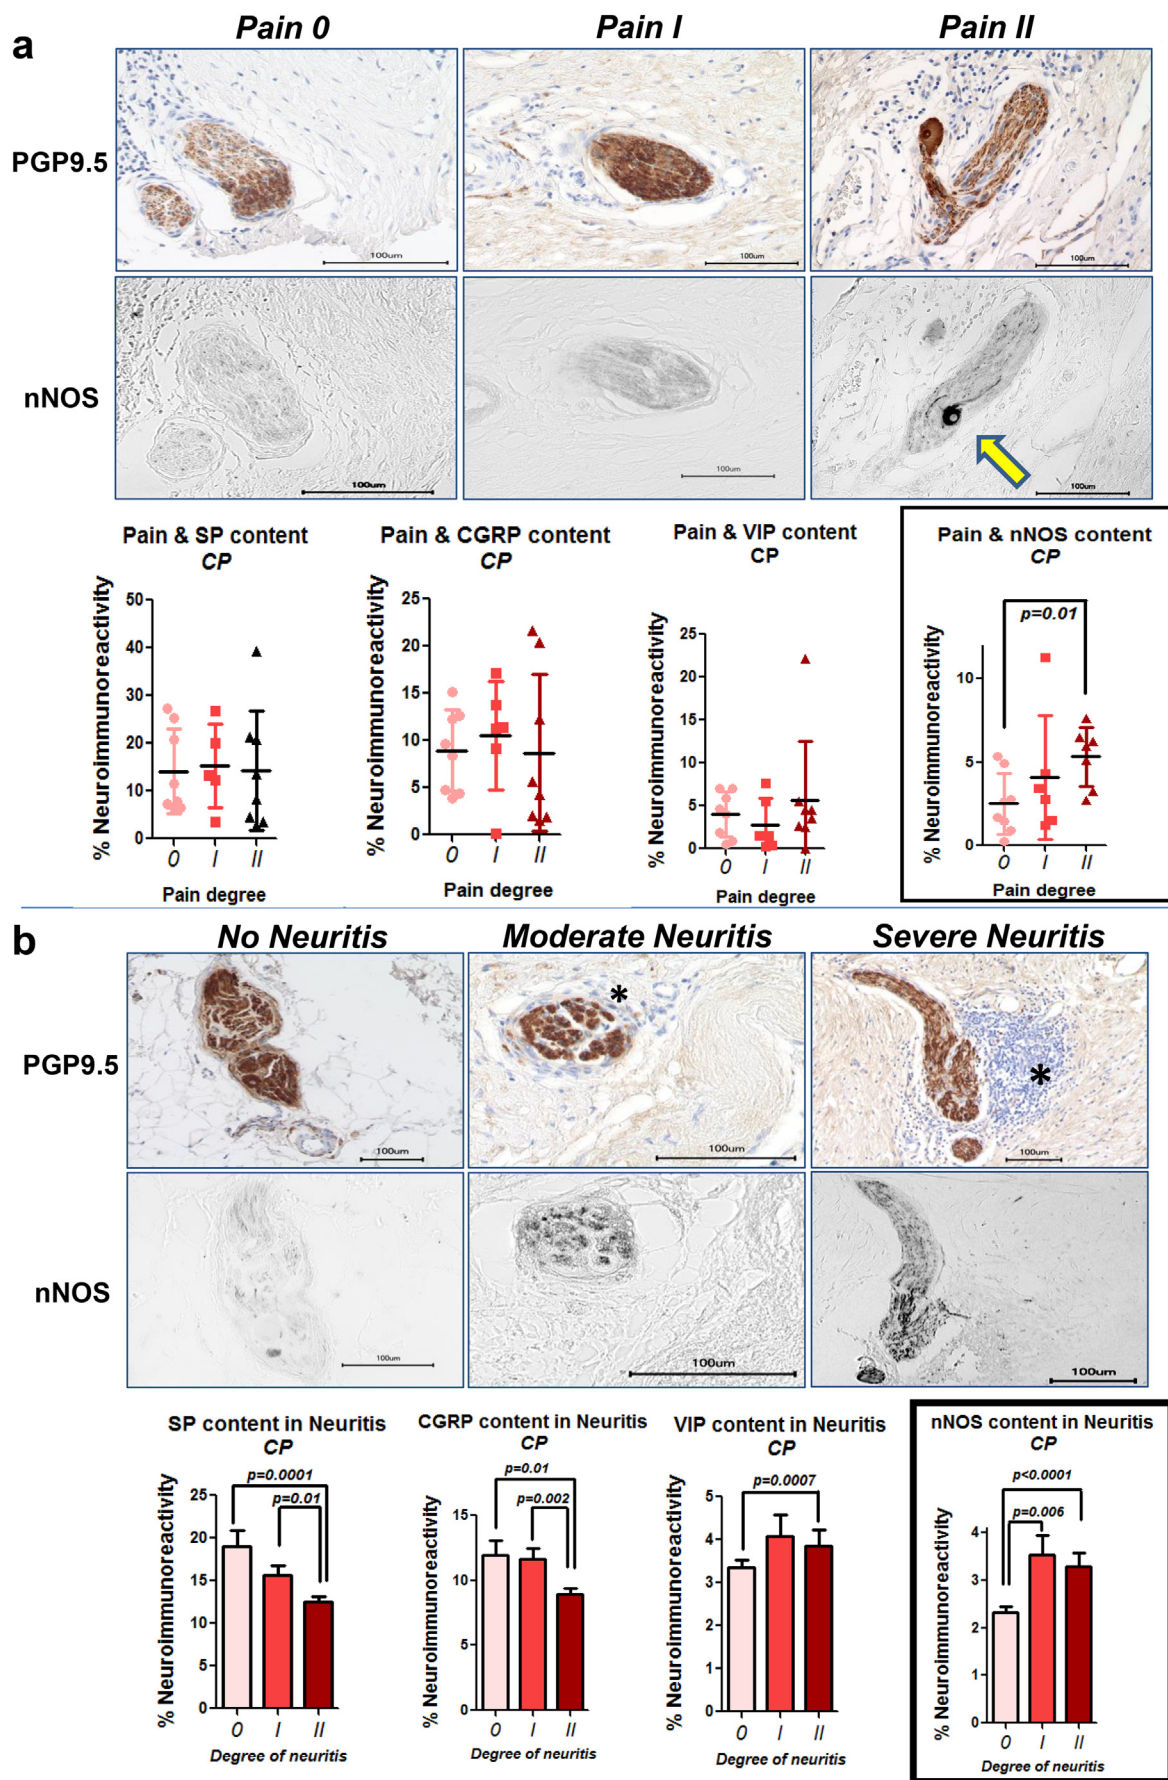 a
Pain 0
Pain I
Pain II
PGP9.5
100um
100um
100um
nNOS
100um
100um
100um
Pain & SP content
CP
% Neuroimmunoreactivity
50
40
30
20
10
0
0
I
II
Pain degree
Pain & CGRP content
CP
% Neuroimmunoreactivity
25
20
15
10
5
0
0
I
II
Pain degree
Pain & VIP content
CP
% Neuroimmunoreactivity
25
20
15
10
5
0
0
I
II
Pain degree
Pain & nNOS content
CP
p=0.01
% Neuroimmunoreactivity
10
5
0
0
I
II
Pain degree
b
No Neuritis
Moderate Neuritis
Severe Neuritis
PGP9.5
*
*
100um
100um
100um
nNOS
100um
100um
100um
SP content in Neuritis
CP
p=0.0001
p=0.01
% Neuroimmunoreactivity
25
20
15
10
5
0
0
I
II
Degree of neuritis
CGRP content in Neuritis
CP
p=0.01
p=0.002
% Neuroimmunoreactivity
15
10
5
0
0
I
II
Degree of neuritis
VIP content in Neuritis
CP
p=0.0007
% Neuroimmunoreactivity
5
4
3
2
1
0
0
I
II
Degree of neuritis
nNOS content in Neuritis
CP
p<0.0001
p=0.006
% Neuroimmunoreactivity
4
3
2
1
0
0
I
II
Degree of neuritis